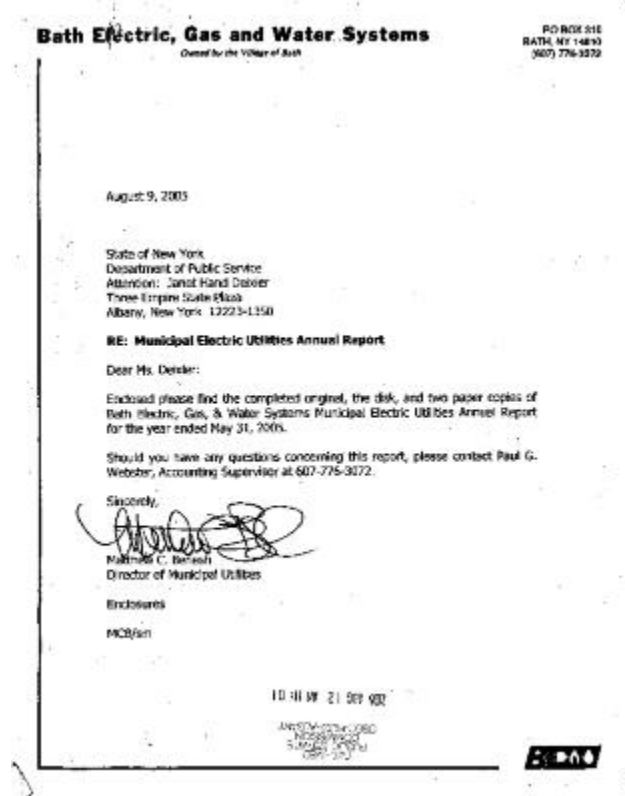 Bath Electric, Gas and Water Systems
Owned by the Village of Bath
PO BOX 310
BATH, NY 14810
(607) 776-3072
August 9, 2005
State of New York
Department of Public Service
Attention: Janet Hand Deixler
Three Empire State Plaza
Albany, New York 12223-1350
RE: Municipal Electric Utilities Annual Report
Dear Ms. Deixler:
Enclosed please find the completed original, the disk, and two paper copies of
Bath Electric, Gas, & Water Systems Municipal Electric Utilities Annual Report
for the year ended May 31, 2005.
Should you have any questions concerning this report, please contact Paul G.
Webster, Accounting Supervisor at 607-776-3072.
Sincerely,
Matthew C. Benesh
Director of Municipal Utilities
Enclosures
MCB/sm